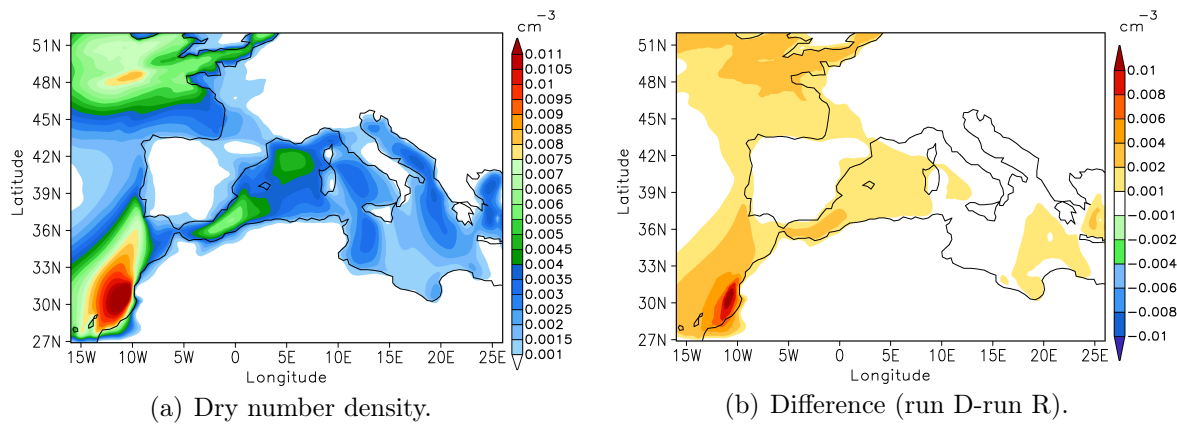 cm⁻³
51N
48N
45N
42N
39N
36N
33N
30N
27N
Latitude
15W 10W 5W 0 5E 10E 15E 20E 25E
Longitude
0.011
0.0105
0.01
0.0095
0.009
0.0085
0.008
0.0075
0.007
0.0065
0.006
0.0055
0.005
0.0045
0.004
0.0035
0.003
0.0025
0.002
0.0015
0.001
(a) Dry number density.
cm⁻³
51N
48N
45N
42N
39N
36N
33N
30N
27N
Latitude
15W 10W 5W 0 5E 10E 15E 20E 25E
Longitude
0.01
0.008
0.006
0.004
0.002
0.001
−0.001
−0.002
−0.004
−0.006
−0.008
−0.01
(b) Difference (run D-run R).